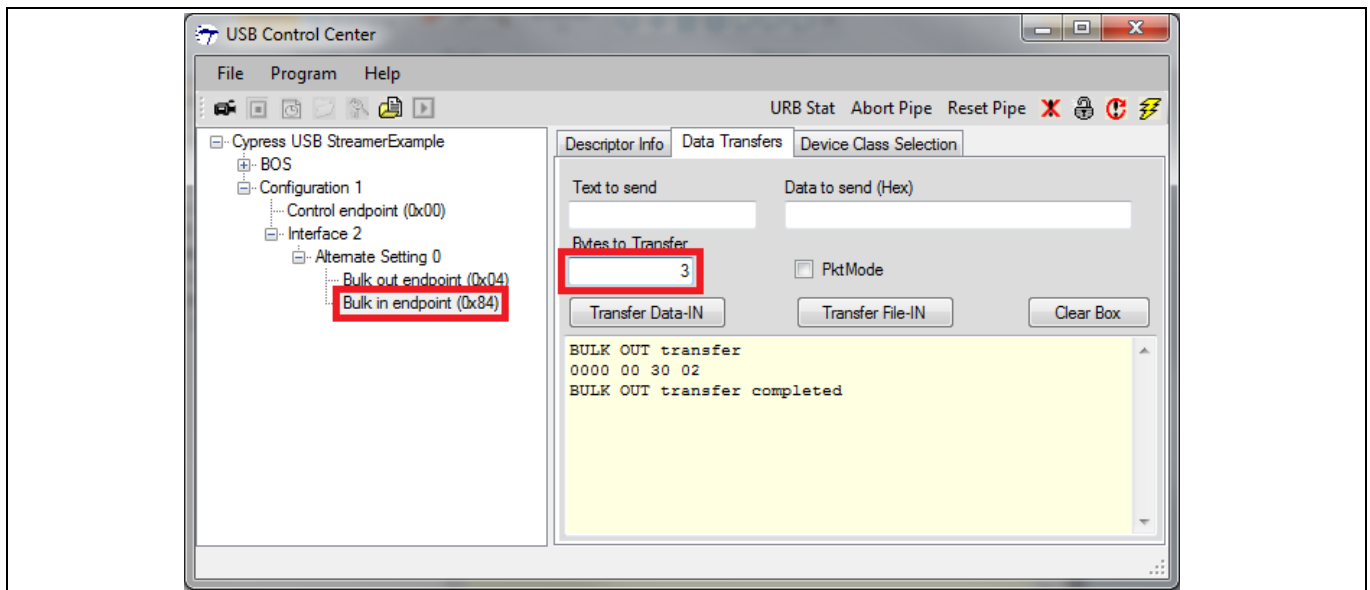 USB Control Center
File Program Help
URB Stat Abort Pipe Reset Pipe
Cypress USB StreamerExample
BOS
Configuration 1
Control endpoint (0x00)
Interface 2
Alternate Setting 0
Bulk out endpoint (0x04)
Bulk in endpoint (0x84)
Descriptor Info Data Transfers Device Class Selection
Text to send Data to send (Hex)
Bytes to Transfer
3 PktMode
Transfer Data-IN Transfer File-IN Clear Box
BULK OUT transfer
0000 00 30 02
BULK OUT transfer completed